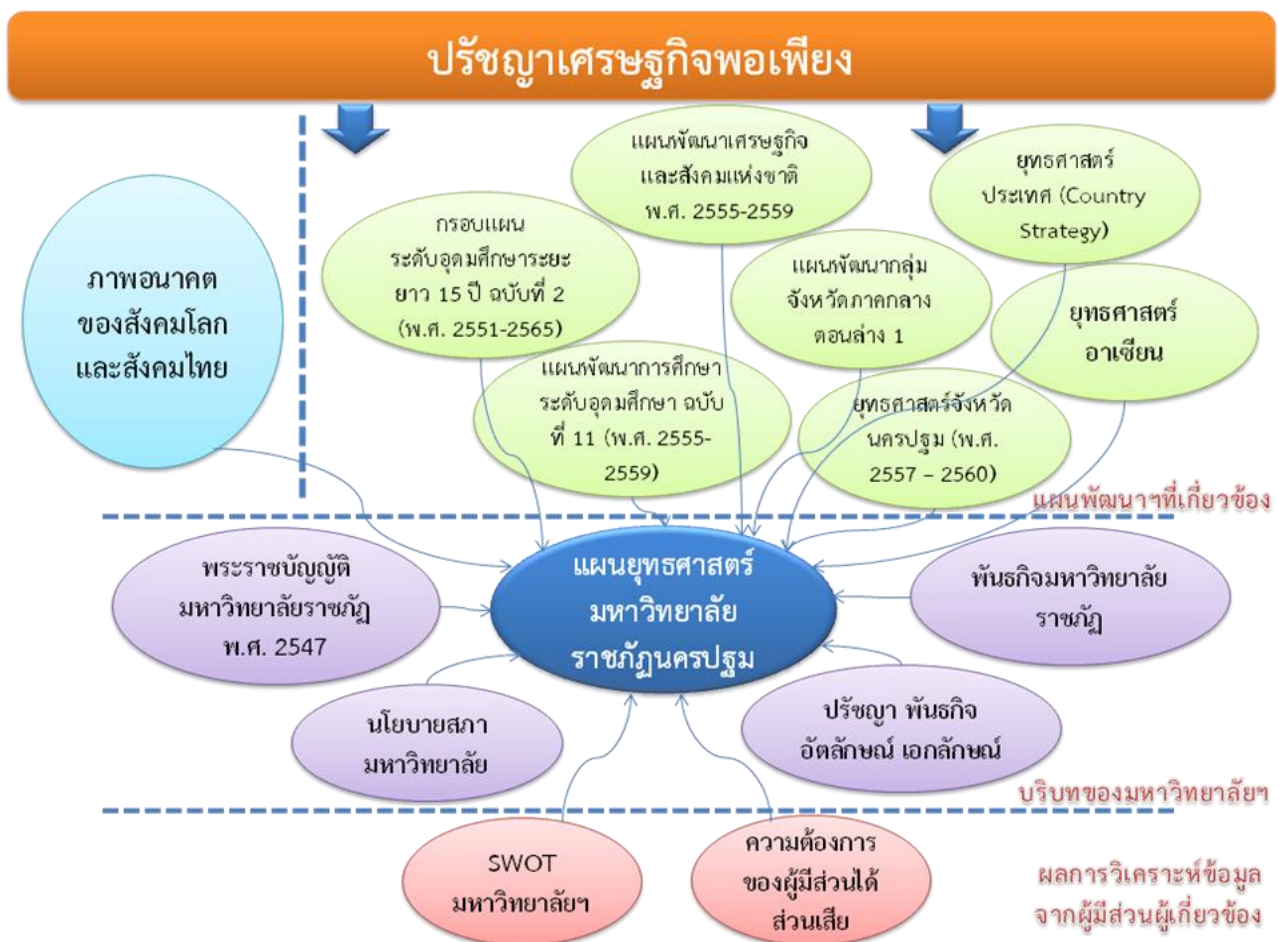 ปรัชญาเศรษฐกิจพอเพียง
ภาพอนาคต
ของสังคมโลก
และสังคมไทย
กรอบแผน
ระดับอุดมศึกษาระยะ
ยาว 15 ปี ฉบับที่ 2
(พ.ศ. 2551-2565)
แผนพัฒนาเศรษฐกิจ
และสังคมแห่งชาติ
พ.ศ. 2555-2559
ยุทธศาสตร์
ประเทศ (Country
Strategy)
แผนพัฒนากลุ่ม
จังหวัดภาคกลาง
ตอนล่าง 1
ยุทธศาสตร์
อาเซียน
แผนพัฒนาการศึกษา
ระดับอุดมศึกษา ฉบับ
ที่ 11 (พ.ศ. 2555-
2559)
ยุทธศาสตร์จังหวัด
นครปฐม (พ.ศ.
2557 – 2560)
แผนพัฒนาฯที่เกี่ยวข้อง
พระราชบัญญัติ
มหาวิทยาลัยราชภัฏ
พ.ศ. 2547
แผนยุทธศาสตร์
มหาวิทยาลัย
ราชภัฏนครปฐม
พันธกิจมหาวิทยาลัย
ราชภัฏ
นโยบายสภา
มหาวิทยาลัย
ปรัชญา พันธกิจ
อัตลักษณ์ เอกลักษณ์
บริบทของมหาวิทยาลัยฯ
SWOT
มหาวิทยาลัยฯ
ความต้องการ
ของผู้มีส่วนได้
ส่วนเสีย
ผลการวิเคราะห์ข้อมูล
จากผู้มีส่วนผู้เกี่ยวข้อง